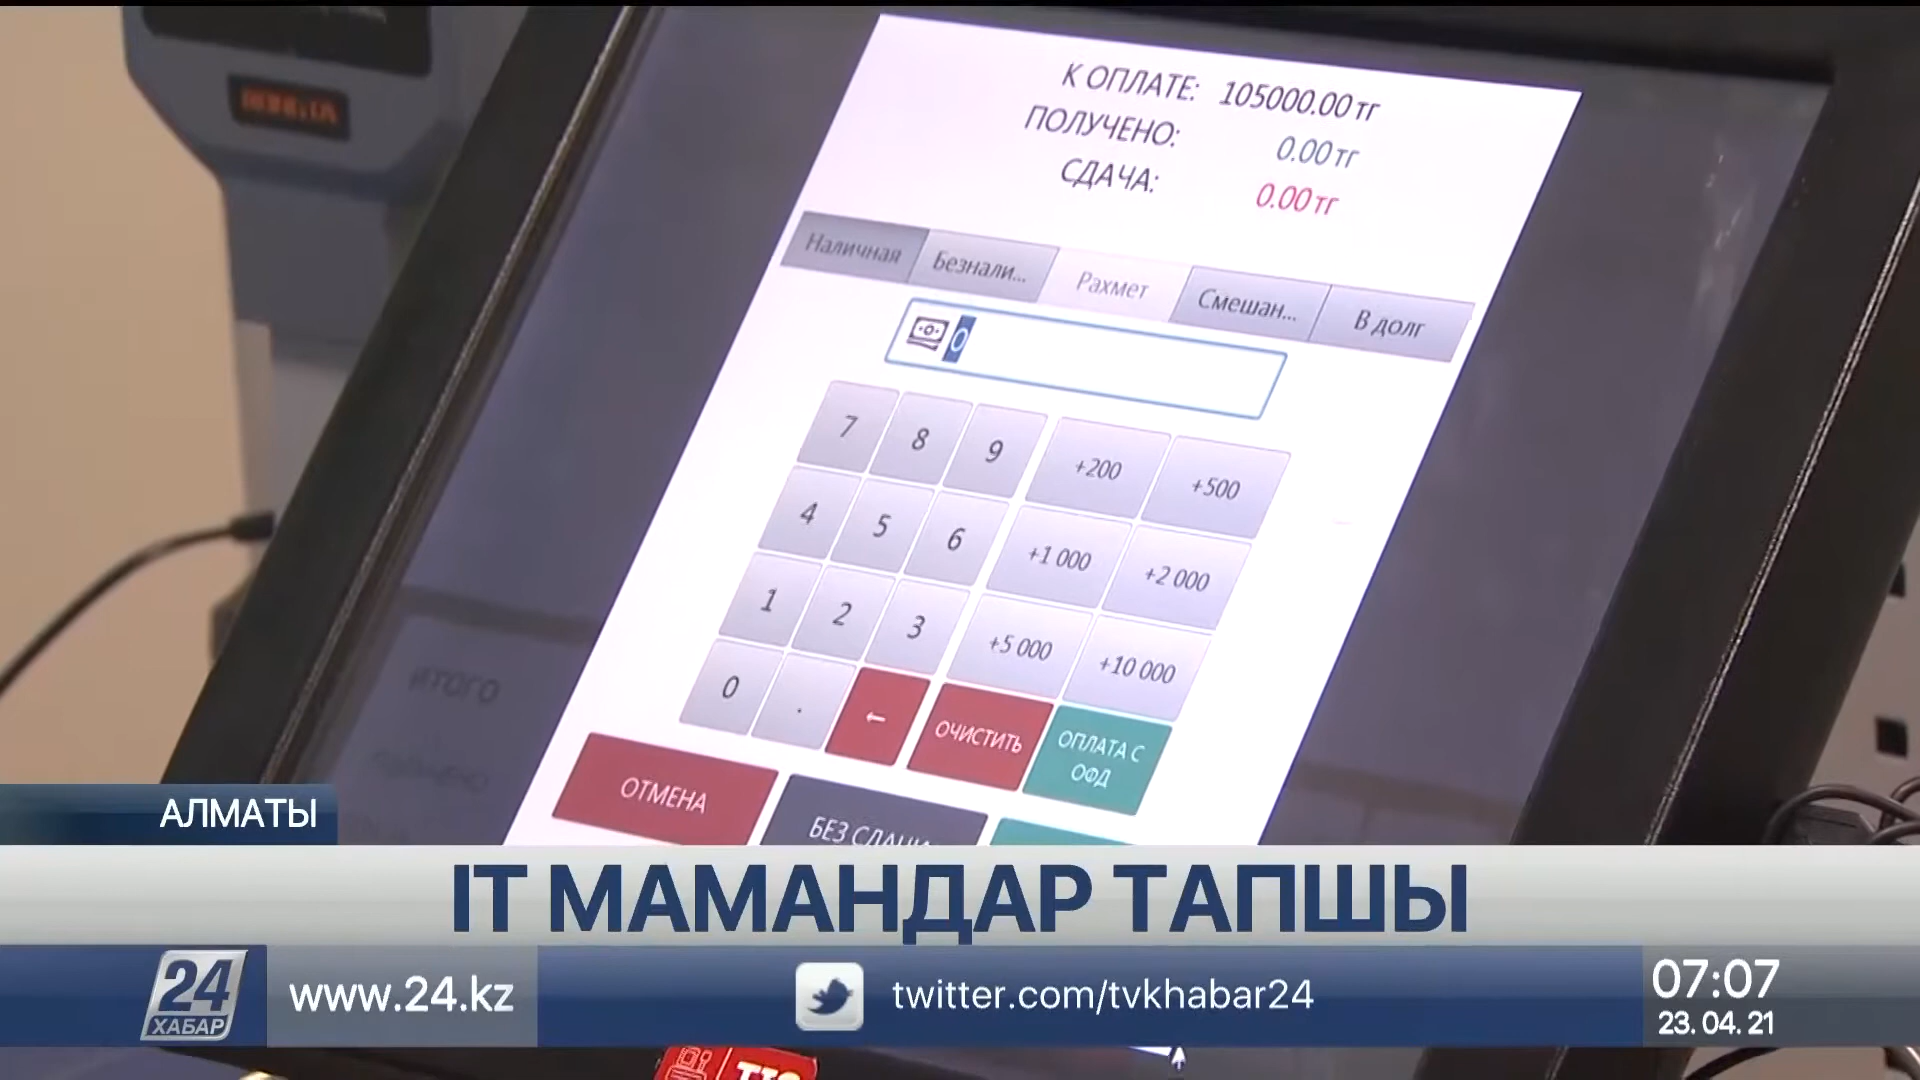 К ОПЛАТЕ: 105000.00 тг
ПОЛУЧЕНО: 0.00 тг
СДАЧА: 0.00 тг
Наличная Безнали... Рахмет Смешан... В долг
0
7 8 9 +200 +500
4 5 6 +1 000 +2 000
1 2 3 +5 000 +10 000
0 . ← ОЧИСТИТЬ ОПЛАТА С
ОФД
ОТМЕНА БЕЗ СДАЧИ
ИТОГО
АЛМАТЫ
IT МАМАНДАР ТАПШЫ
24
ХАБАР
www.24.kz
twitter.com/tvkhabar24
07:07
23. 04. 21